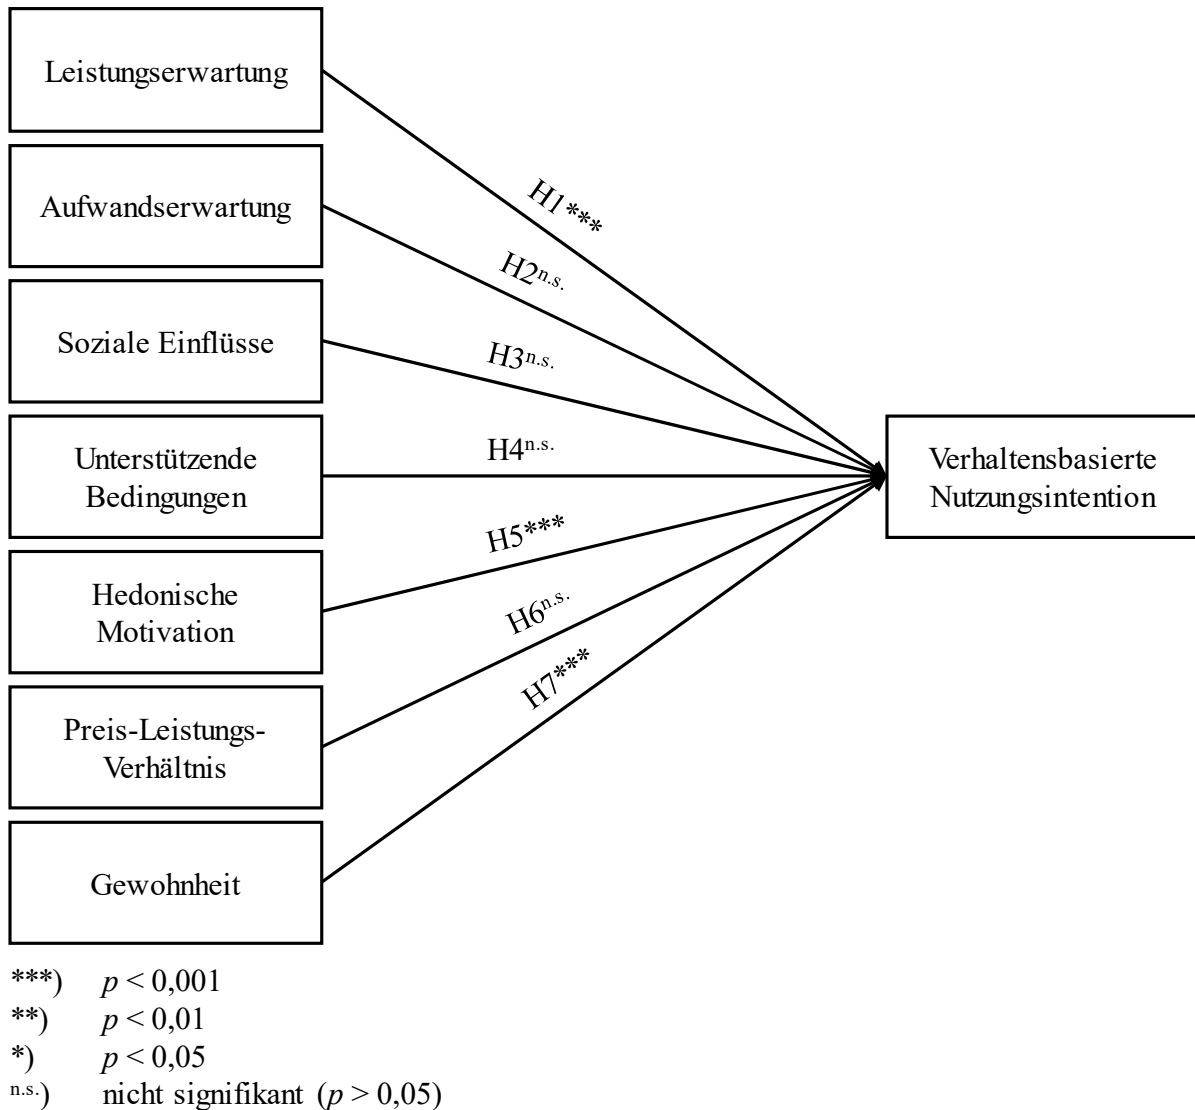 Leistungserwartung
Aufwandserwartung
Soziale Einflüsse
Unterstützende
Bedingungen
Hedonische
Motivation
Preis-Leistungs-
Verhältnis
Gewohnheit
H1***
H2n.s.
H3n.s.
H4n.s.
H5***
H6n.s.
H7***
Verhaltensbasierte
Nutzungsintention
***) p < 0,001
**) p < 0,01
*) p < 0,05
n.s.) nicht signifikant (p > 0,05)